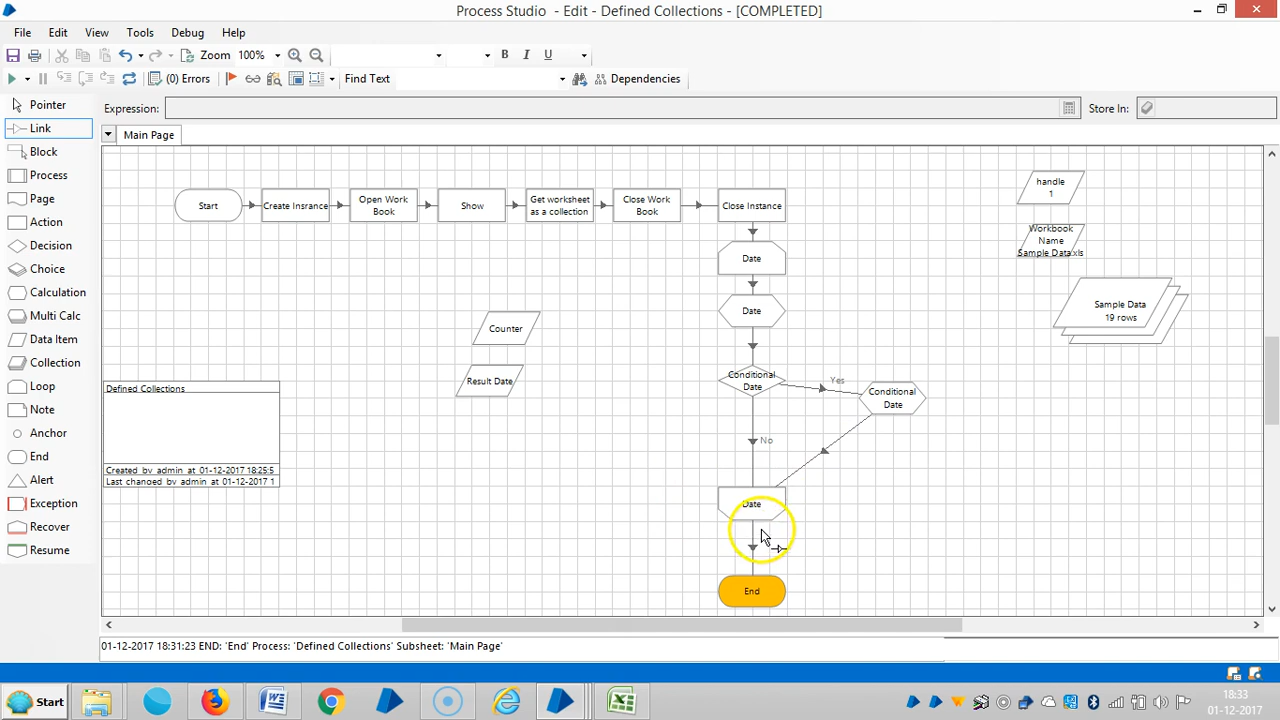 Process Studio - Edit - Defined Collections - [COMPLETED]
File Edit View Tools Debug Help
Zoom 100% B I U
(0) Errors Find Text Dependencies
Expression: Store In:
Pointer
Link
Block
Process
Page
Action
Decision
Choice
Calculation
Multi Calc
Data Item
Collection
Loop
Note
Anchor
End
Alert
Exception
Recover
Resume
Main Page
Start
Create Insrance
Open Work
Book
Show
Get worksheet
as a collection
Close Work
Book
Close Instance
handle
1
Workbook
Name
Sample Data.xls
Date
Sample Data
19 rows
Date
Counter
Result Date
Conditional
Date
Yes
Conditional
Date
No
Defined Collections
Created by admin at 01-12-2017 18:25:5
Last changed by admin at 01-12-2017 1
Date
End
01-12-2017 18:31:23 END: 'End' Process: 'Defined Collections' Subsheet: 'Main Page'
Start
18:33
01-12-2017